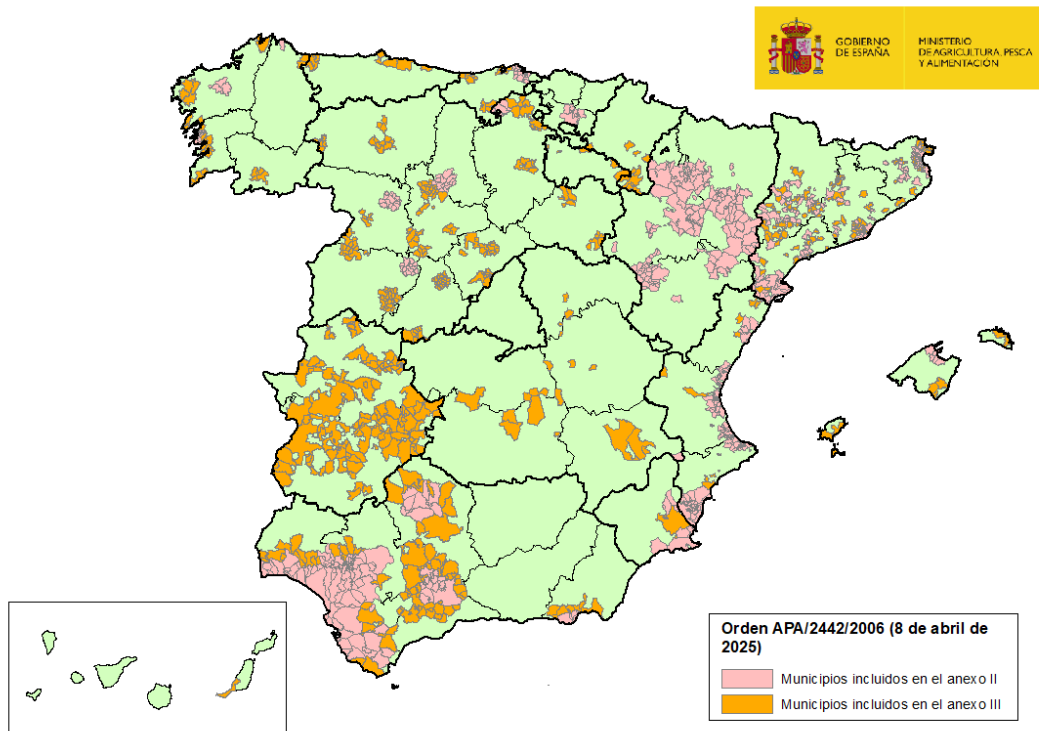 GOBIERNO
DE ESPAÑA
MINISTERIO
DE AGRICULTURA, PESCA
Y ALIMENTACIÓN
Orden APA/2442/2006 (8 de abril de
2025)
Municipios incluidos en el anexo II
Municipios incluidos en el anexo III